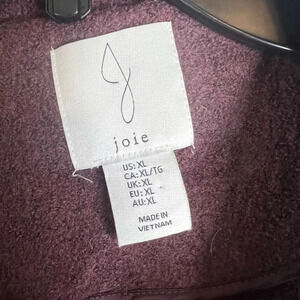 joie
US: XL
CA: XL/TG
UK: XL
EU: XL
AU: XL
MADE IN
VIETNAM